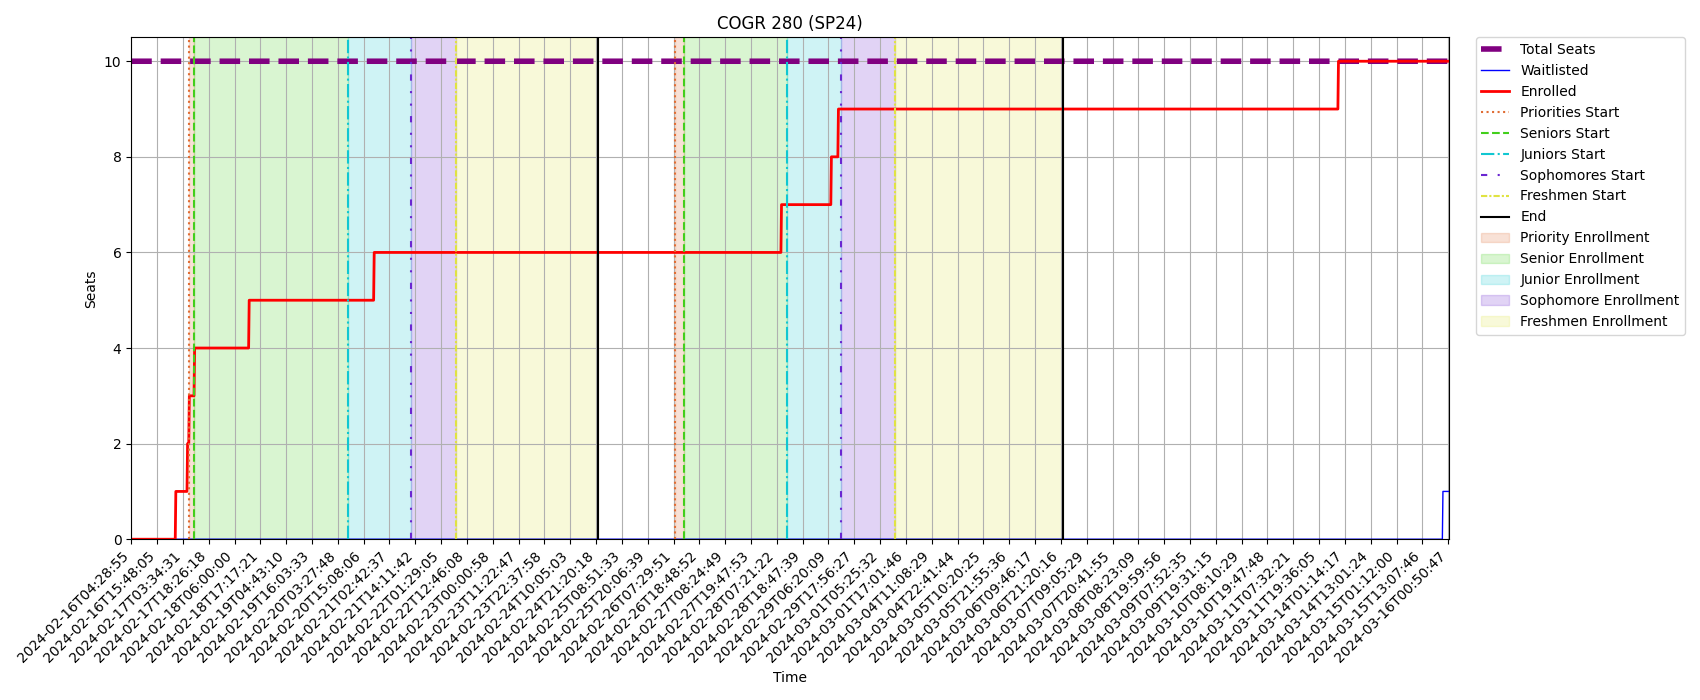 COGR 280 (SP24)
Seats
10
8
6
4
2
0
2024-02-16T04:28:55
2024-02-16T15:48:05
2024-02-17T03:34:31
2024-02-17T18:26:18
2024-02-18T06:00:00
2024-02-18T17:17:21
2024-02-19T04:43:10
2024-02-19T16:03:33
2024-02-20T03:27:48
2024-02-20T15:08:06
2024-02-21T02:42:37
2024-02-21T14:11:42
2024-02-22T01:29:05
2024-02-22T12:46:08
2024-02-23T00:00:58
2024-02-23T11:22:47
2024-02-23T22:37:58
2024-02-24T10:05:03
2024-02-24T21:20:18
2024-02-25T08:51:33
2024-02-25T20:06:39
2024-02-26T07:29:51
2024-02-26T18:48:52
2024-02-27T08:24:49
2024-02-27T19:47:53
2024-02-28T07:21:22
2024-02-28T18:47:39
2024-02-29T06:20:09
2024-02-29T17:56:27
2024-03-01T05:25:32
2024-03-01T17:01:46
2024-03-04T11:08:29
2024-03-04T22:41:44
2024-03-05T10:20:25
2024-03-05T21:55:36
2024-03-06T09:46:17
2024-03-06T21:20:16
2024-03-07T09:05:29
2024-03-07T20:41:55
2024-03-08T08:23:09
2024-03-08T19:59:56
2024-03-09T07:52:35
2024-03-09T19:31:15
2024-03-10T08:10:29
2024-03-10T19:47:48
2024-03-11T07:32:21
2024-03-11T19:36:05
2024-03-14T01:14:17
2024-03-14T13:01:24
2024-03-15T01:12:00
2024-03-15T13:07:46
2024-03-16T00:50:47
Time
Total Seats
Waitlisted
Enrolled
Priorities Start
Seniors Start
Juniors Start
Sophomores Start
Freshmen Start
End
Priority Enrollment
Senior Enrollment
Junior Enrollment
Sophomore Enrollment
Freshmen Enrollment